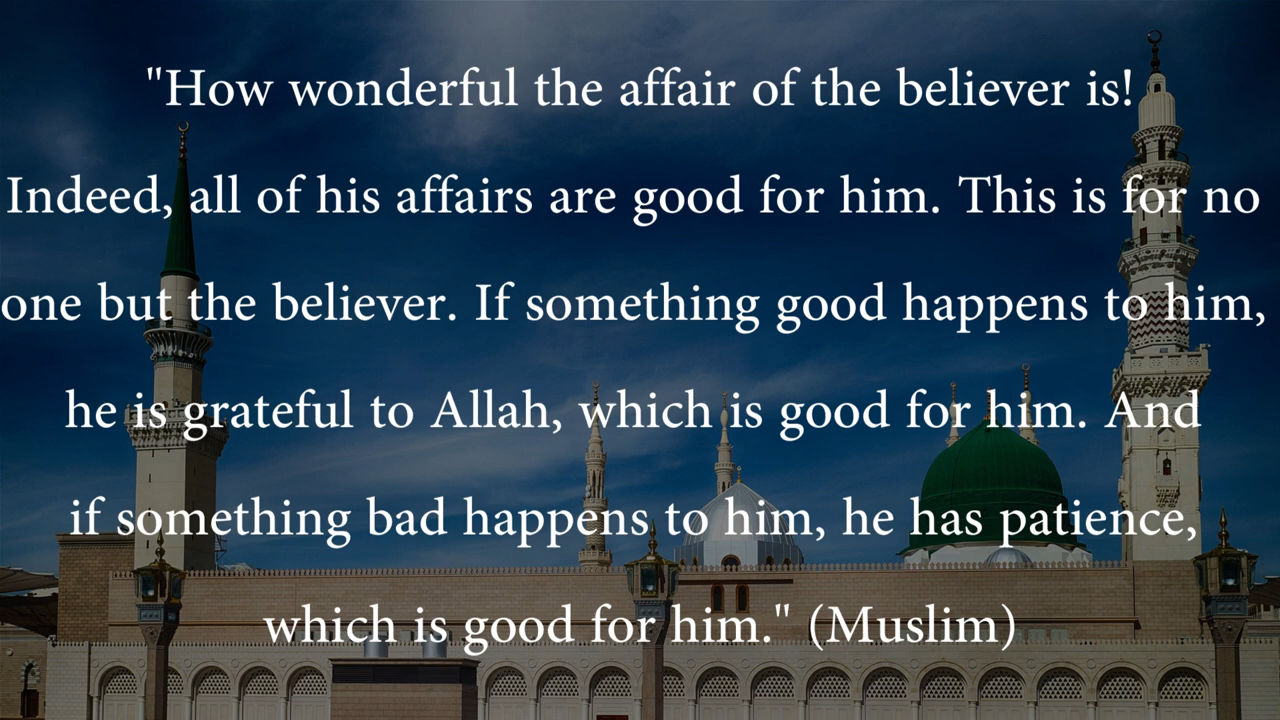 "How wonderful the affair of the believer is!
Indeed, all of his affairs are good for him. This is for no
one but the believer. If something good happens to him,
he is grateful to Allah, which is good for him. And
if something bad happens to him, he has patience,
which is good for him." (Muslim)